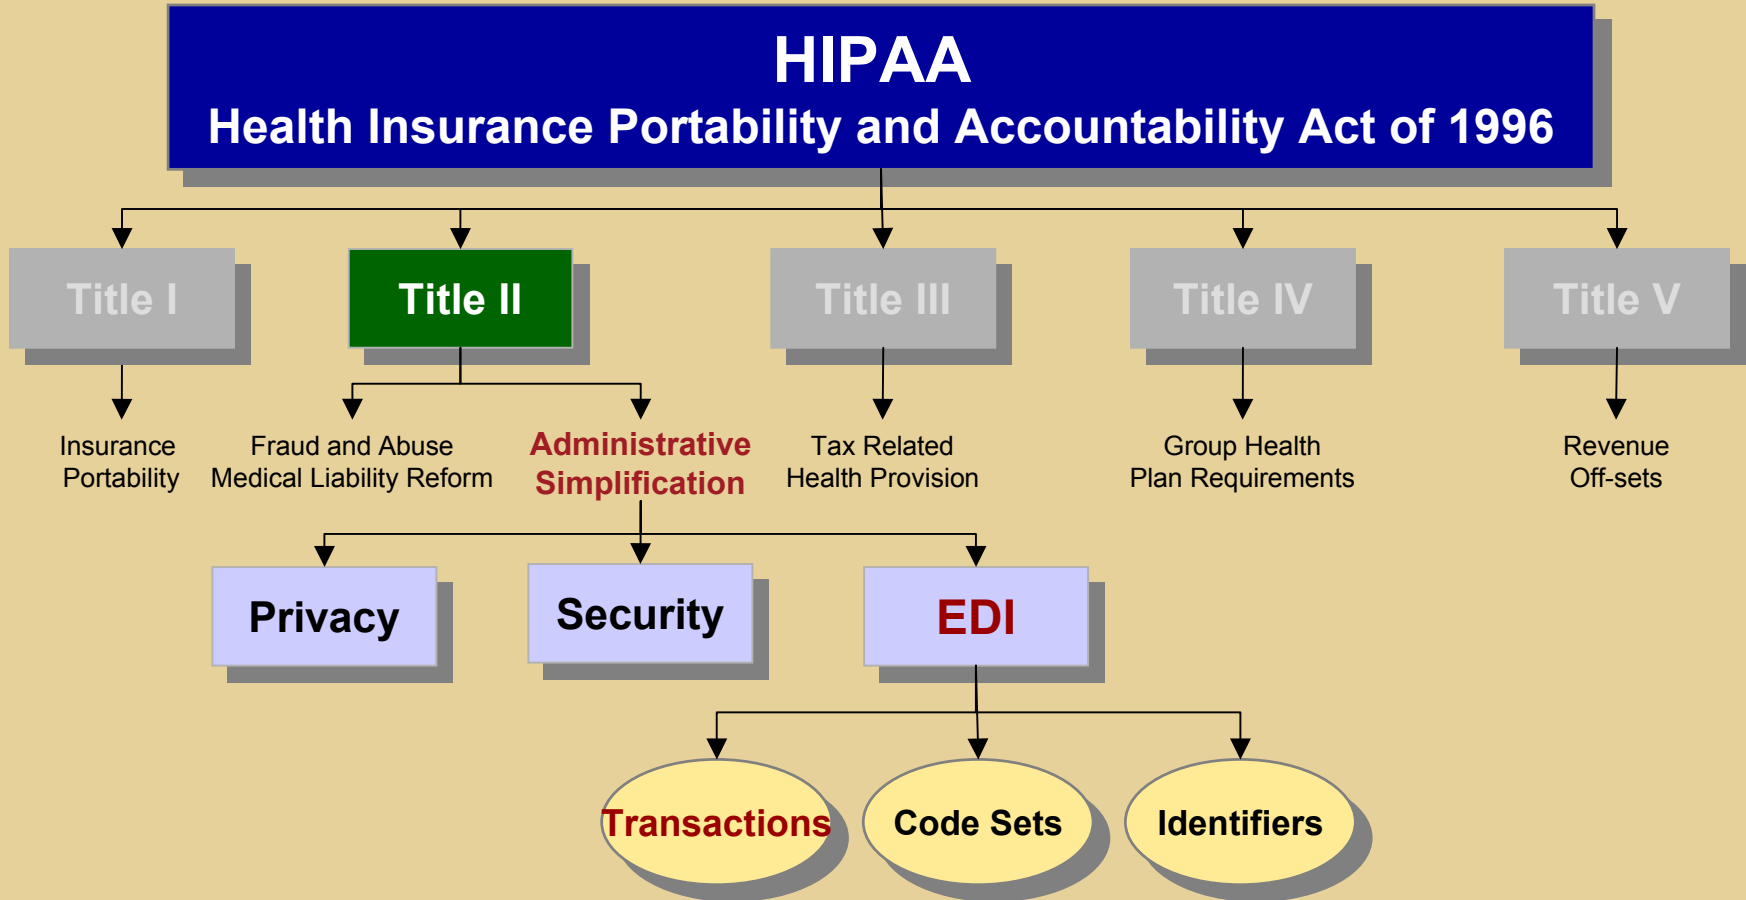 HIPAA
Health Insurance Portability and Accountability Act of 1996
Title I
Title II
Title III
Title IV
Title V
Insurance
Portability
Fraud and Abuse
Medical Liability Reform
Administrative
Simplification
Tax Related
Health Provision
Group Health
Plan Requirements
Revenue
Off-sets
Privacy
Security
EDI
Transactions
Code Sets
Identifiers